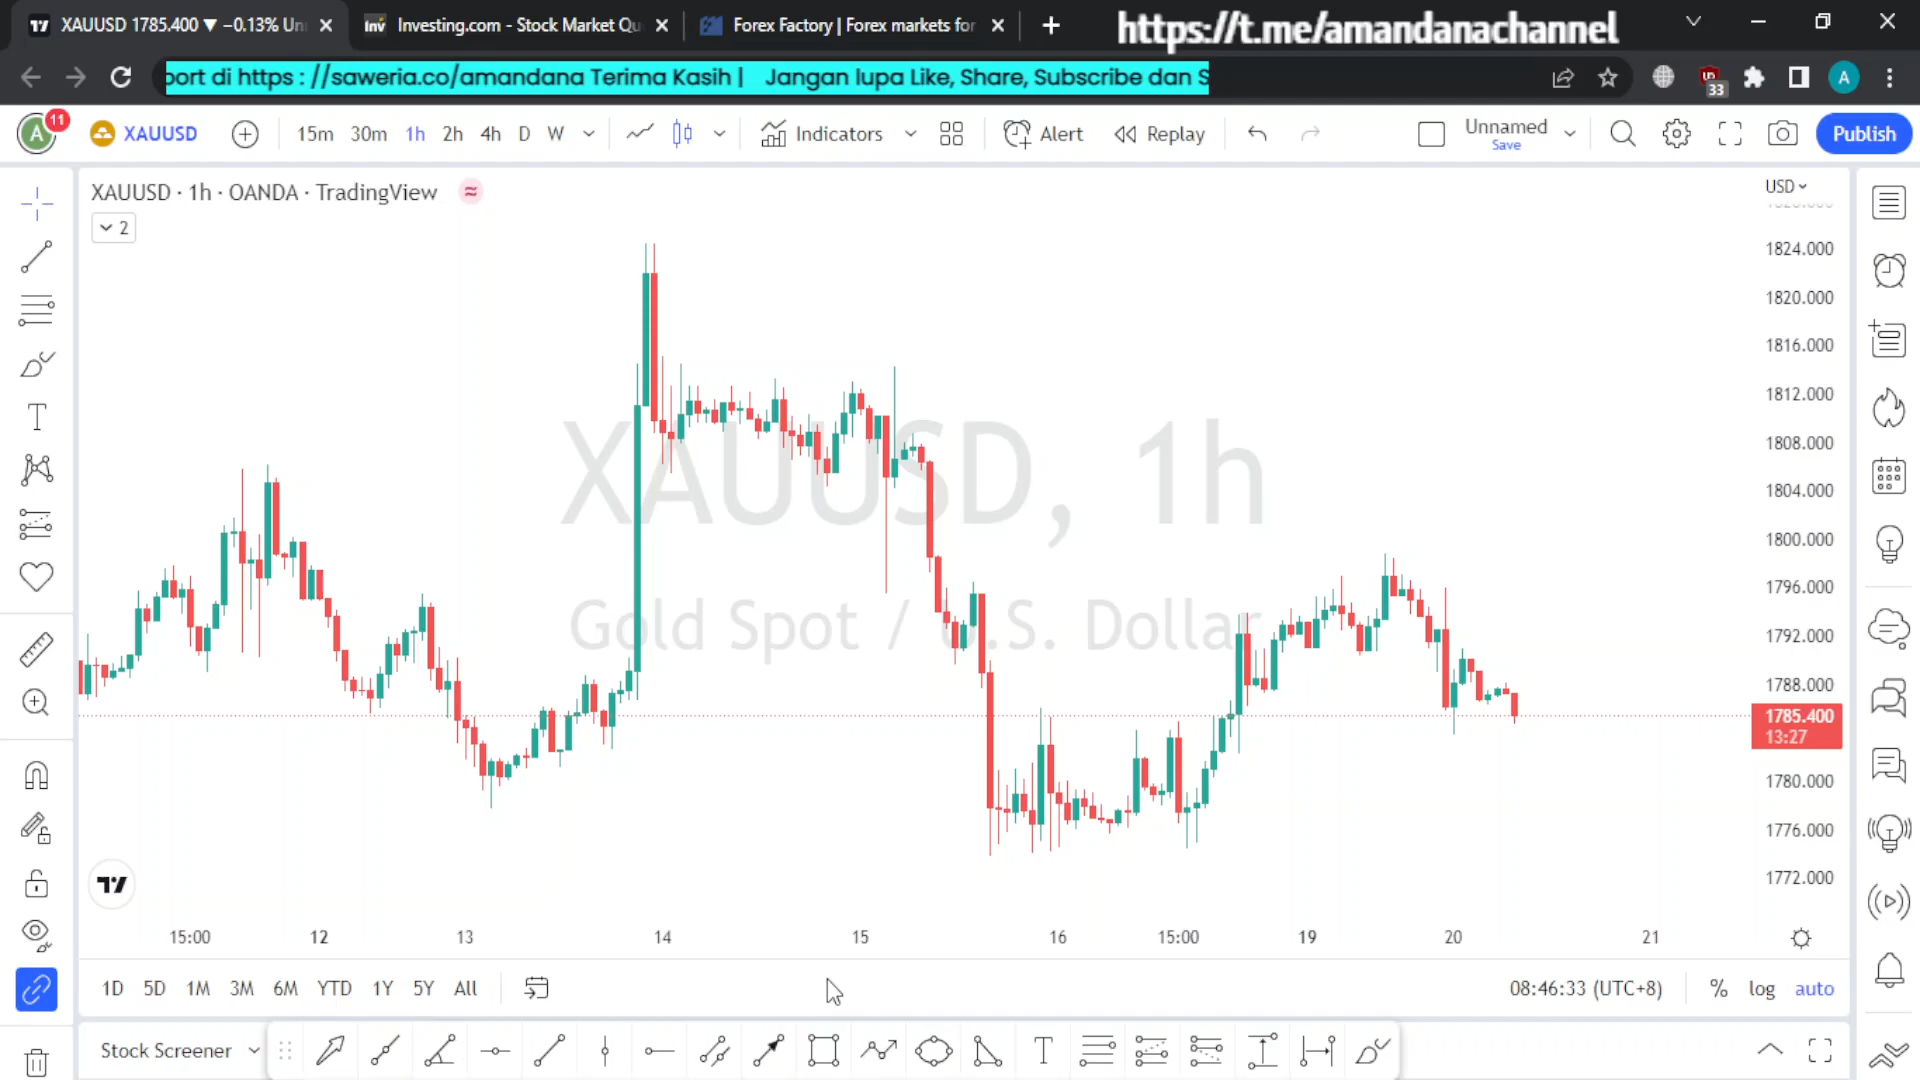 XAUUSD 1785.400 ▼ −0.13% Un
Investing.com - Stock Market Qu
Forex Factory | Forex markets for
https://t.me/amandanachannel
port di https : //saweria.co/amandana Terima Kasih | Jangan lupa Like, Share, Subscribe dan S
33
A
A
11
XAUUSD
15m 30m 1h 2h 4h D W
Indicators
Alert
Replay
Unnamed
Save
Publish
XAUUSD · 1h · OANDA · TradingView
2
USD
1824.000
1820.000
1816.000
1812.000
1808.000
1804.000
1800.000
1796.000
1792.000
1788.000
1785.400
13:27
1780.000
1776.000
1772.000
XAUUSD, 1h
Gold Spot / U.S. Dollar
15:00 12 13 14 15 16 15:00 19 20 21
1D 5D 1M 3M 6M YTD 1Y 5Y All
08:46:33 (UTC+8) % log auto
Stock Screener